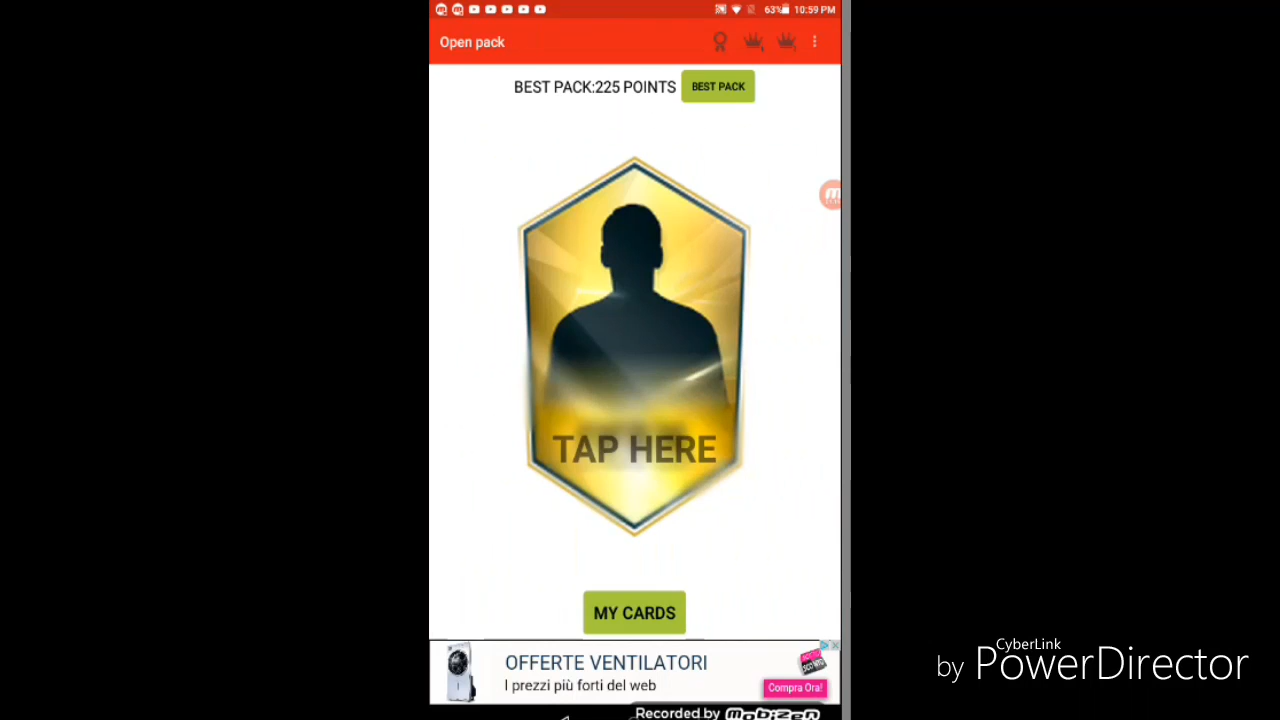 63% 10:59 PM
Open pack
BEST PACK:225 POINTS BEST PACK
TAP HERE
MY CARDS
OFFERTE VENTILATORI
I prezzi più forti del web
Compra Ora!
Recorded by Mobizen
CyberLink
by PowerDirector